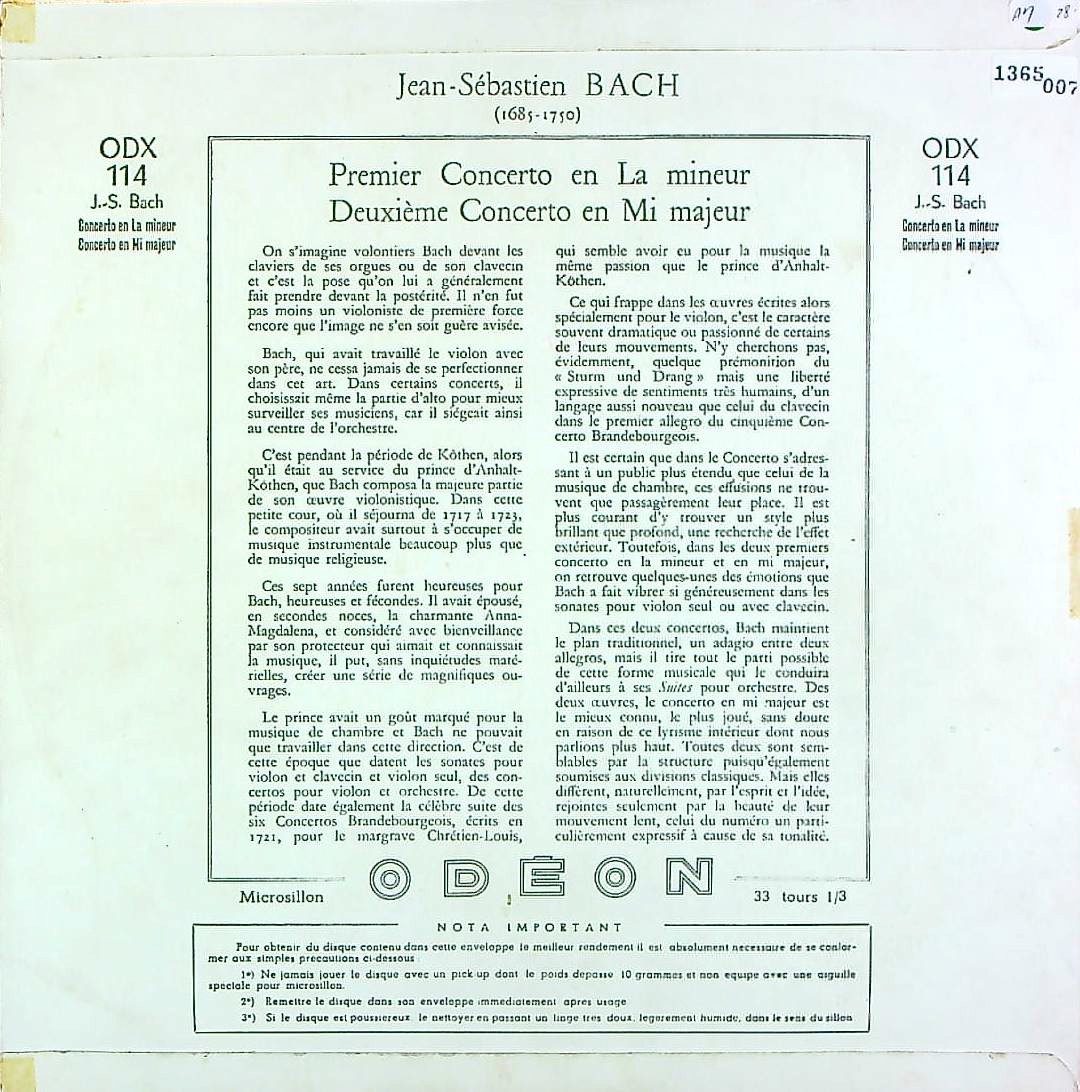 AM 28-
1365007
Jean-Sébastien BACH
(1685-1750)
ODX
114
J.-S. Bach
Concerto en La mineur
Concerto en Mi majeur
ODX
114
J.-S. Bach
Concerto en La mineur
Concerto en Mi majeur
Premier Concerto en La mineur
Deuxième Concerto en Mi majeur
On s'imagine volontiers Bach devant les
claviers de ses orgues ou de son clavecin
et c'est la pose qu'on lui a généralement
fait prendre devant la postérité. Il n'en fut
pas moins un violoniste de première force
encore que l'image ne s'en soit guère avisée.
Bach, qui avait travaillé le violon avec
son père, ne cessa jamais de se perfectionner
dans cet art. Dans certains concerts, il
choisissait même la partie d'alto pour mieux
surveiller ses musiciens, car il siégeait ainsi
au centre de l'orchestre.
C'est pendant la période de Köthen, alors
qu'il était au service du prince d'Anhalt-
Köthen, que Bach composa la majeure partie
de son œuvre violonistique. Dans cette
petite cour, où il séjourna de 1717 à 1723,
le compositeur avait surtout à s'occuper de
musique instrumentale beaucoup plus que
de musique religieuse.
Ces sept années furent heureuses pour
Bach, heureuses et fécondes. Il avait épousé,
en secondes noces, la charmante Anna-
Magdalena, et considéré avec bienveillance
par son protecteur qui aimait et connaissait
la musique, il put, sans inquiétudes maté-
rielles, créer une série de magnifiques ou-
vrages.
Le prince avait un goût marqué pour la
musique de chambre et Bach ne pouvait
que travailler dans cette direction. C'est de
cette époque que datent les sonates pour
violon et clavecin et violon seul, des con-
certos pour violon et orchestre. De cette
période date également la célèbre suite des
six Concertos Brandebourgeois, écrits en
1721, pour le margrave Chrétien-Louis,
qui semble avoir eu pour la musique la
même passion que le prince d'Anhalt-
Köthen.
Ce qui frappe dans les œuvres écrites alors
spécialement pour le violon, c'est le caractère
souvent dramatique ou passionné de certains
de leurs mouvements. N'y cherchons pas,
évidemment, quelque prémonition du
« Sturm und Drang » mais une liberté
expressive de sentiments très humains, d'un
langage aussi nouveau que celui du clavecin
dans le premier allegro du cinquième Con-
certo Brandebourgeois.
Il est certain que dans le Concerto s'adres-
sant à un public plus étendu que celui de la
musique de chambre, ces effusions ne trou-
vent que passagèrement leur place. Il est
plus courant d'y trouver un style plus
brillant que profond, une recherche de l'effet
extérieur. Toutefois, dans les deux premiers
concerto en la mineur et en mi majeur,
on retrouve quelques-unes des émotions que
Bach a fait vibrer si généreusement dans les
sonates pour violon seul ou avec clavecin.
Dans ces deux concertos, Bach maintient
le plan traditionnel, un adagio entre deux
allegros, mais il tire tout le parti possible
de cette forme musicale qui le conduira
d'ailleurs à ses Suites pour orchestre. Des
deux œuvres, le concerto en mi majeur est
le mieux connu, le plus joué, sans doute
en raison de ce lyrisme intérieur dont nous
parlions plus haut. Toutes deux sont sem-
blables par la structure puisqu'également
soumises aux divisions classiques. Mais elles
diffèrent, naturellement, par l'esprit et l'idée,
rejointes seulement par la beauté de leur
mouvement lent, celui du numéro un parti-
culièrement expressif à cause de sa tonalité.
ODÉON
Microsillon
33 tours 1/3
NOTA IMPORTANT
Pour obtenir du disque contenu dans cette enveloppe le meilleur rendement il est absolument necessaire de se confor-
mer aux simples precautions ci-dessous :
1°) Ne jamais jouer le disque avec un pick-up dont le poids depasse 10 grammes et non equipe avec une aiguille
speciale pour microsillon.
2°) Remettre le disque dans son enveloppe immediatement apres usage
3°) Si le disque est poussiereux, le nettoyer en passant un linge tres doux, legerement humide, dans le sens du sillon